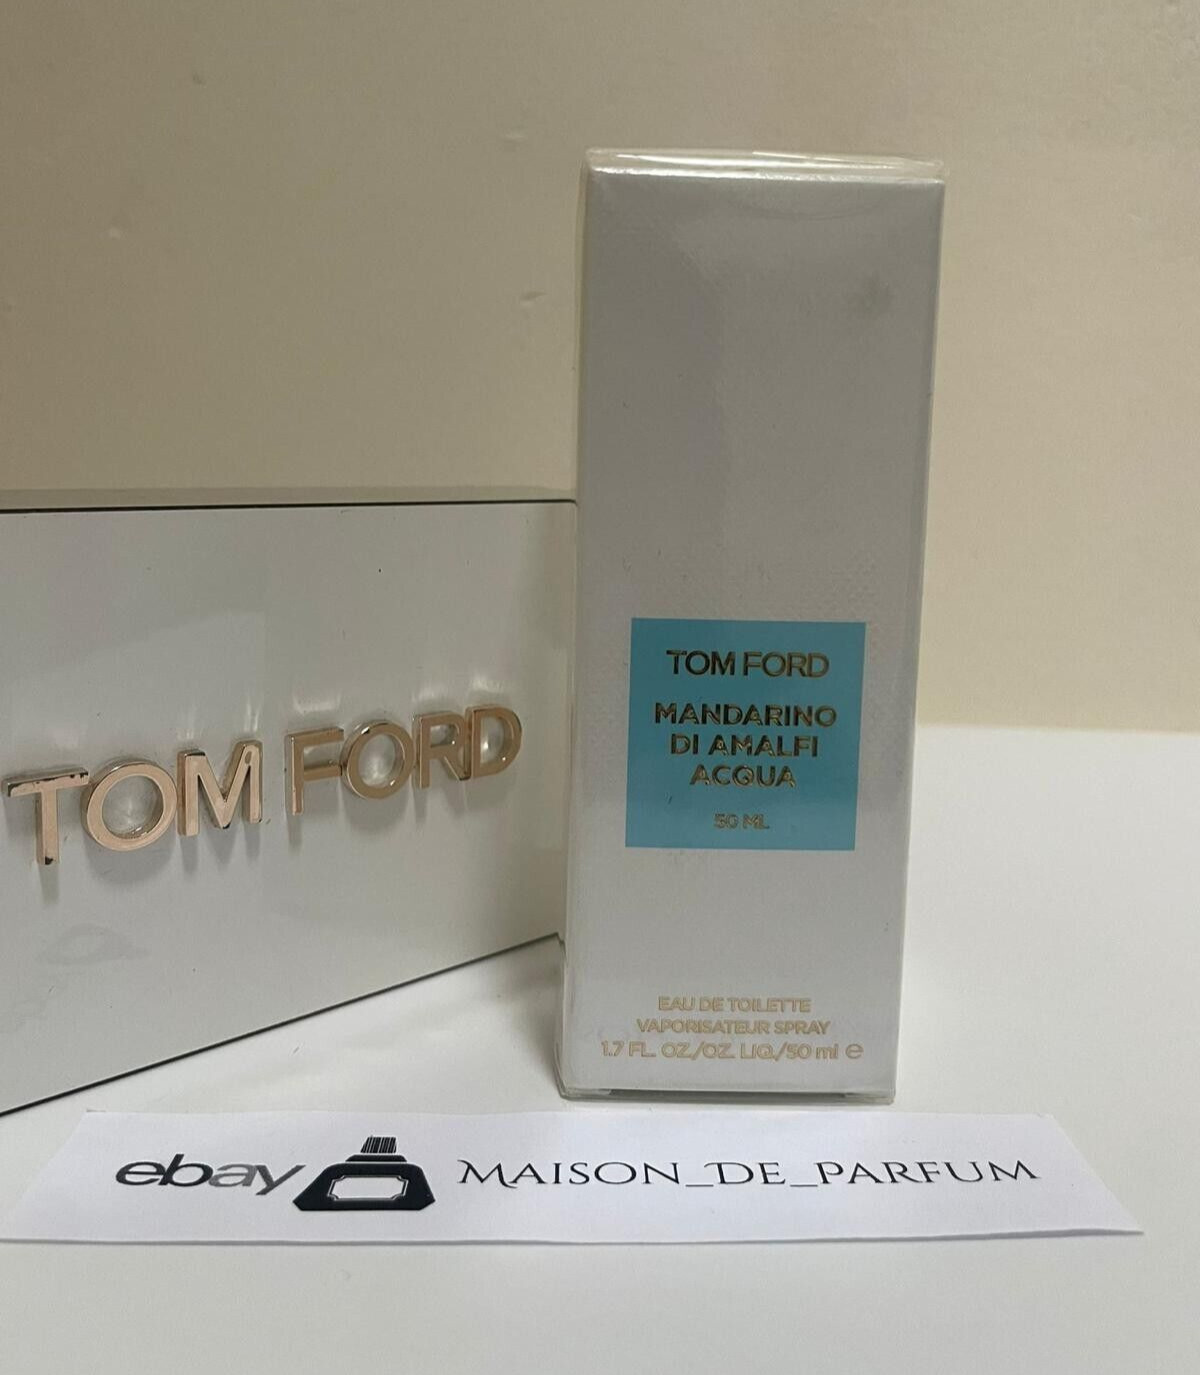 TOM FORD
TOM FORD
MANDARINO
DI AMALFI
ACQUA
50 ML
EAU DE TOILETTE
VAPORISATEUR SPRAY
1.7 FL. OZ./OZ. LIQ./50 ml e
ebay MAISON_DE_PARFUM